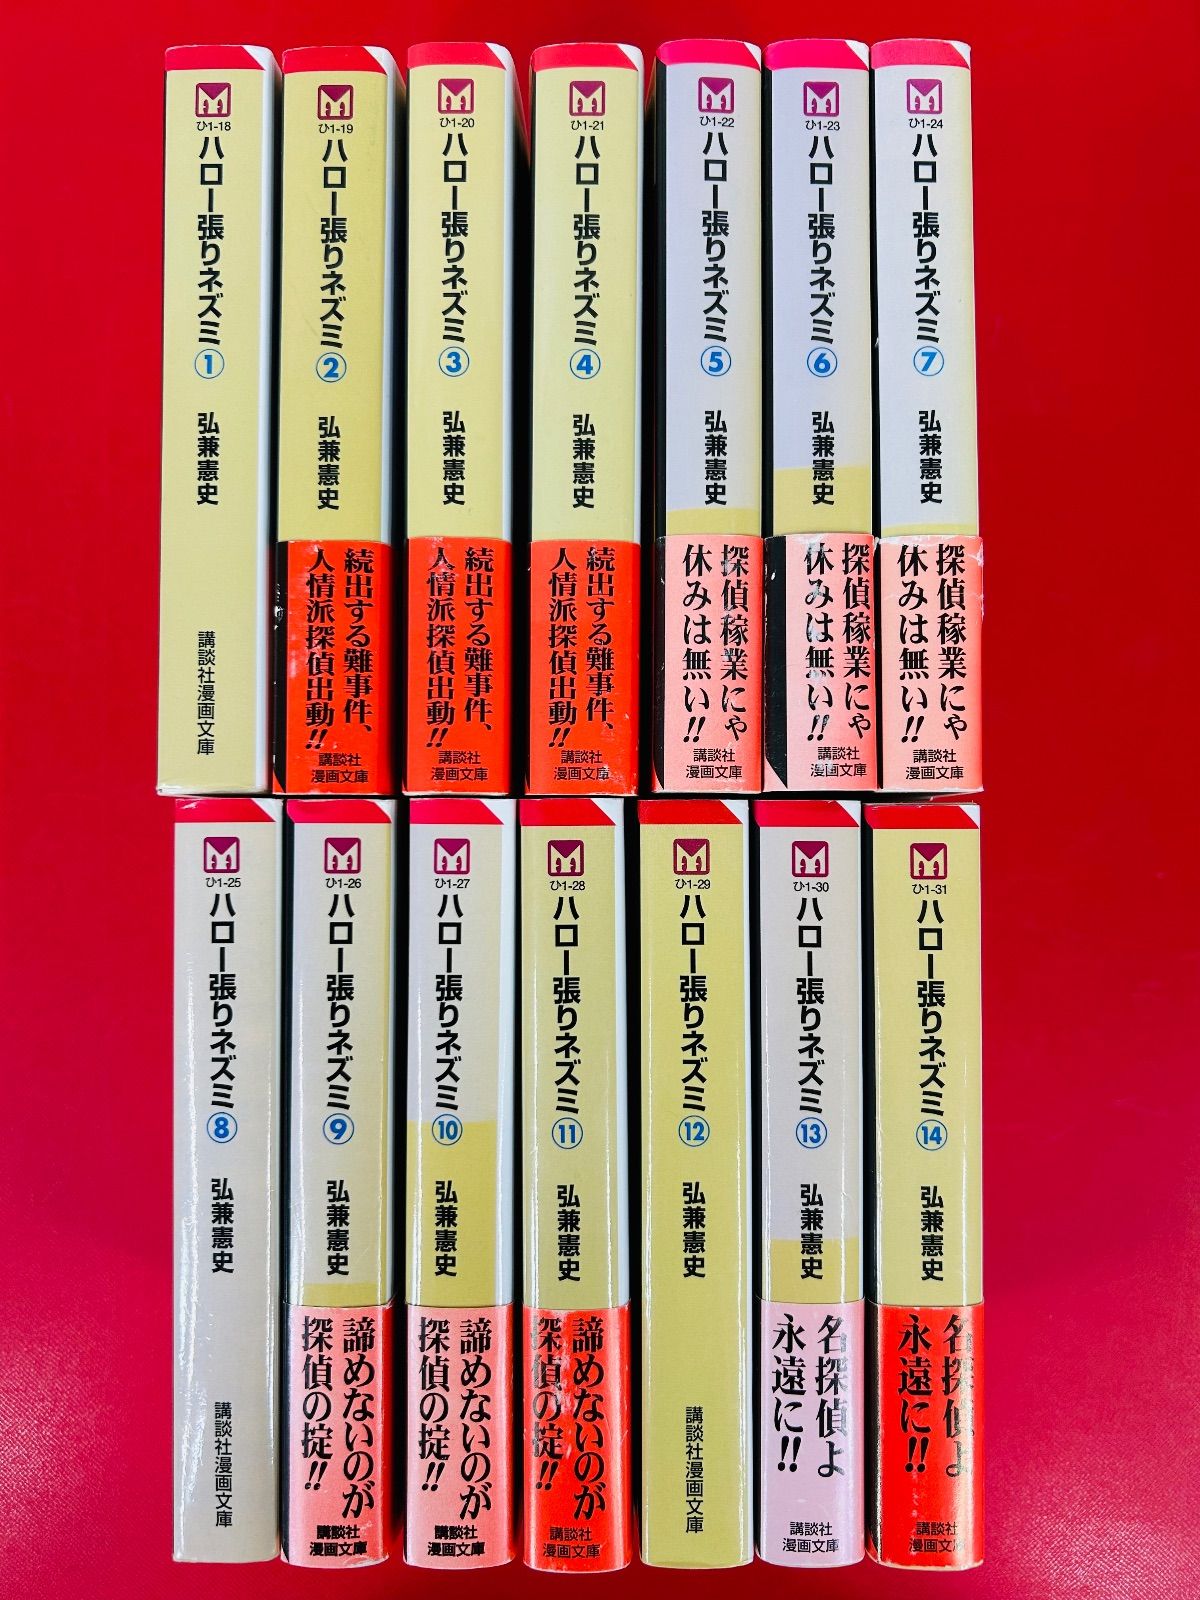 ひ1-18
ハロー張りネズミ
1
弘兼憲史
講談社漫画文庫
ひ1-19
ハロー張りネズミ
2
弘兼憲史
続出する難事件、
人情派探偵出動!!
講談社
漫画文庫
ひ1-20
ハロー張りネズミ
3
弘兼憲史
続出する難事件、
人情派探偵出動!!
講談社
漫画文庫
ひ1-21
ハロー張りネズミ
4
弘兼憲史
続出する難事件、
人情派探偵出動!!
講談社
漫画文庫
ひ1-22
ハロー張りネズミ
5
弘兼憲史
探偵稼業にゃ
休みは無い!!
講談社
漫画文庫
ひ1-23
ハロー張りネズミ
6
弘兼憲史
探偵稼業にゃ
休みは無い!!
講談社
漫画文庫
ひ1-24
ハロー張りネズミ
7
弘兼憲史
探偵稼業にゃ
休みは無い!!
講談社
漫画文庫
ひ1-25
ハロー張りネズミ
8
弘兼憲史
講談社漫画文庫
ひ1-26
ハロー張りネズミ
9
弘兼憲史
諦めないのが
探偵の掟!!
講談社
漫画文庫
ひ1-27
ハロー張りネズミ
10
弘兼憲史
諦めないのが
探偵の掟!!
講談社
漫画文庫
ひ1-28
ハロー張りネズミ
11
弘兼憲史
諦めないのが
探偵の掟!!
講談社
漫画文庫
ひ1-29
ハロー張りネズミ
12
弘兼憲史
講談社漫画文庫
ひ1-30
ハロー張りネズミ
13
弘兼憲史
名探偵よ
永遠に!!
講談社
漫画文庫
ひ1-31
ハロー張りネズミ
14
弘兼憲史
名探偵よ
永遠に!!
講談社
漫画文庫